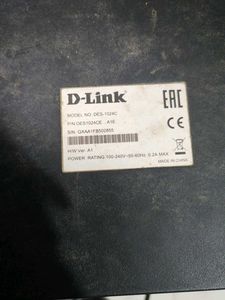 D-Link
EAC
MODEL NO: DES-1024C
P/N: DES1024CE....A1E
S/N: QXAA1FB502855
CE
H/W Ver: A1
POWER RATING:100-240V~50-60Hz, 0.2A MAX.
MADE IN CHINA